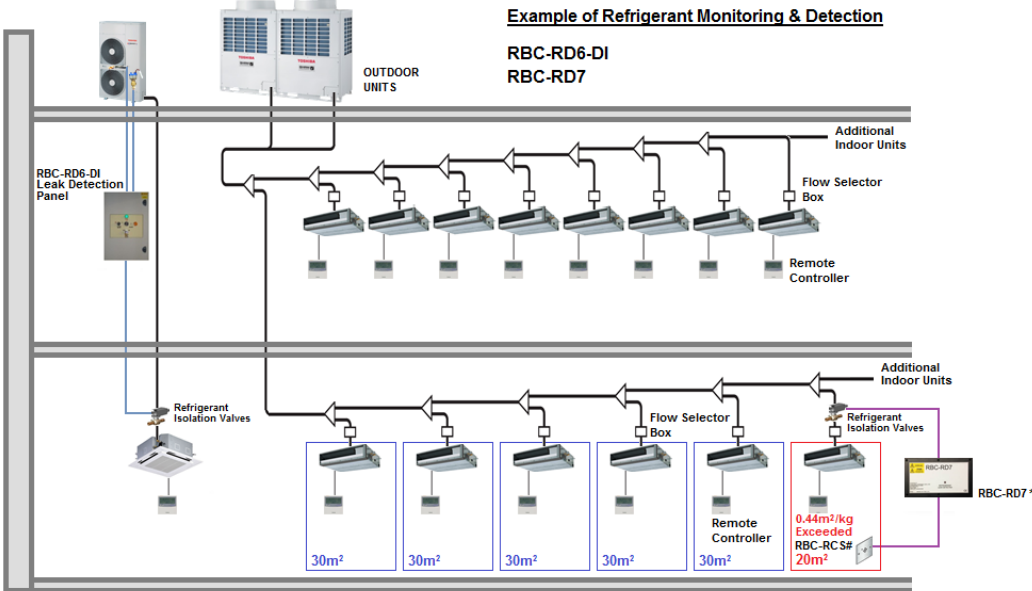 Example of Refrigerant Monitoring & Detection
RBC-RD6-DI
RBC-RD7
OUTDOOR
UNITS
Additional
Indoor Units
RBC-RD6-DI
Leak Detection
Panel
Flow Selector
Box
Remote
Controller
Additional
Indoor Units
Refrigerant
Isolation Valves
Flow Selector
Box
Refrigerant
Isolation Valves
RBC-RD7
RBC-RD7 *
Remote
Controller
0.44m²/kg
Exceeded
RBC-RCS#
30m²
30m²
30m²
30m²
30m²
20m²